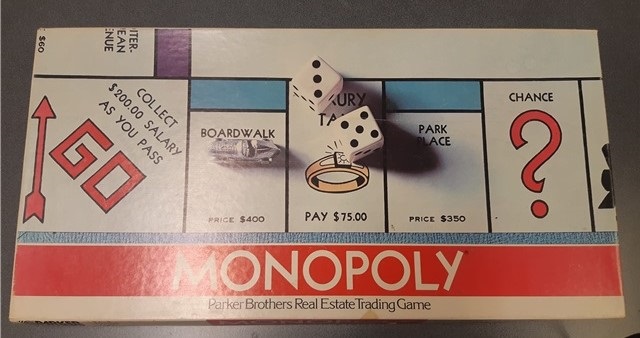 $60
COLLECT
$200.00 SALARY
AS YOU PASS
GO
BOARDWALK
PRICE $400
PAY $75.00
PARK
PRICE $350
CHANCE
?
MONOPOLY
Parker Brothers Real Estate Trading Game